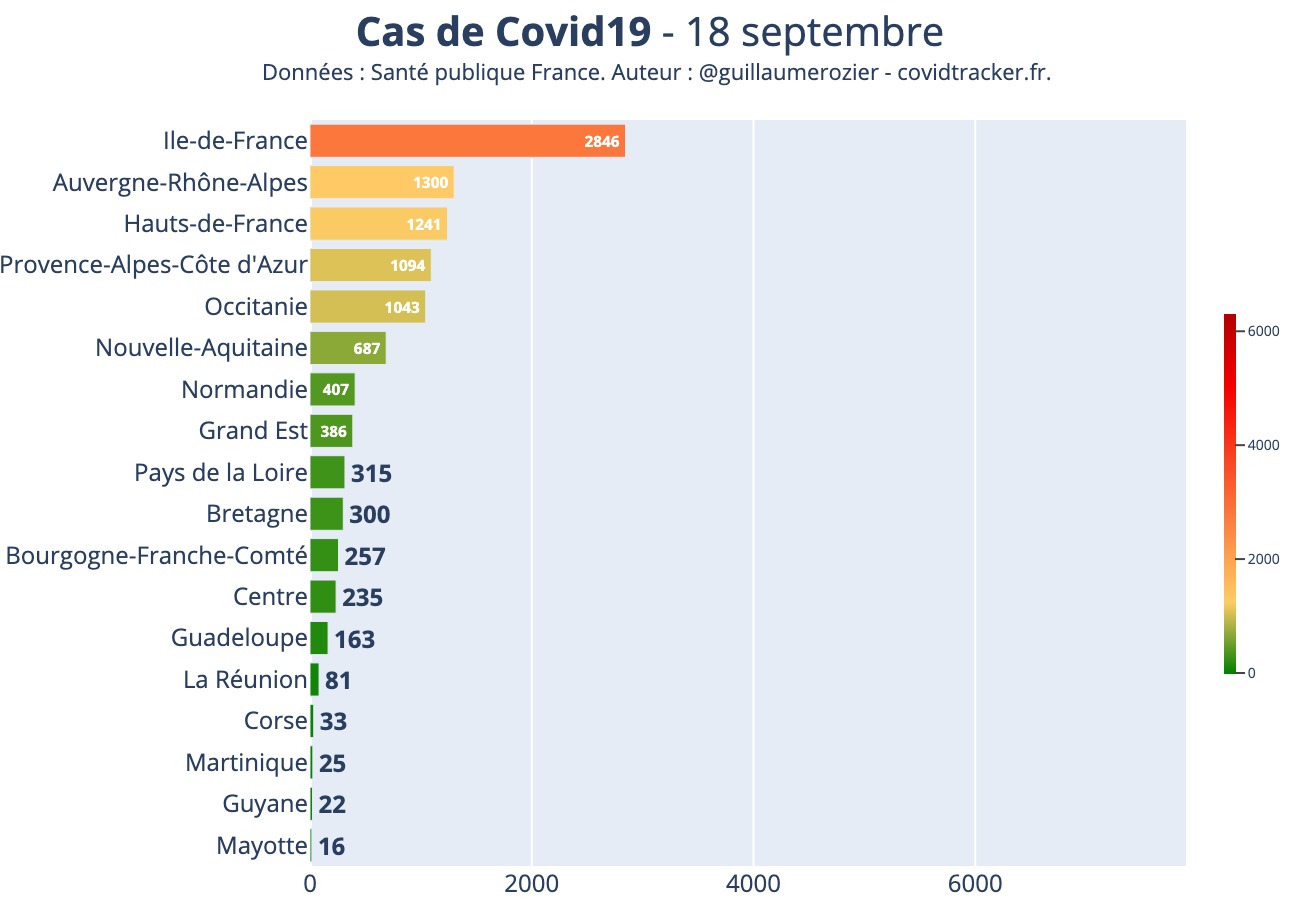 Cas de Covid19 - 18 septembre
Données : Santé publique France. Auteur : @guillaumerozier - covidtracker.fr.
Ile-de-France 2846
Auvergne-Rhône-Alpes 1300
Hauts-de-France 1241
Provence-Alpes-Côte d'Azur 1094
Occitanie 1043
Nouvelle-Aquitaine 687
Normandie 407
Grand Est 386
Pays de la Loire 315
Bretagne 300
Bourgogne-Franche-Comté 257
Centre 235
Guadeloupe 163
La Réunion 81
Corse 33
Martinique 25
Guyane 22
Mayotte 16
0 2000 4000 6000
6000
4000
2000
0